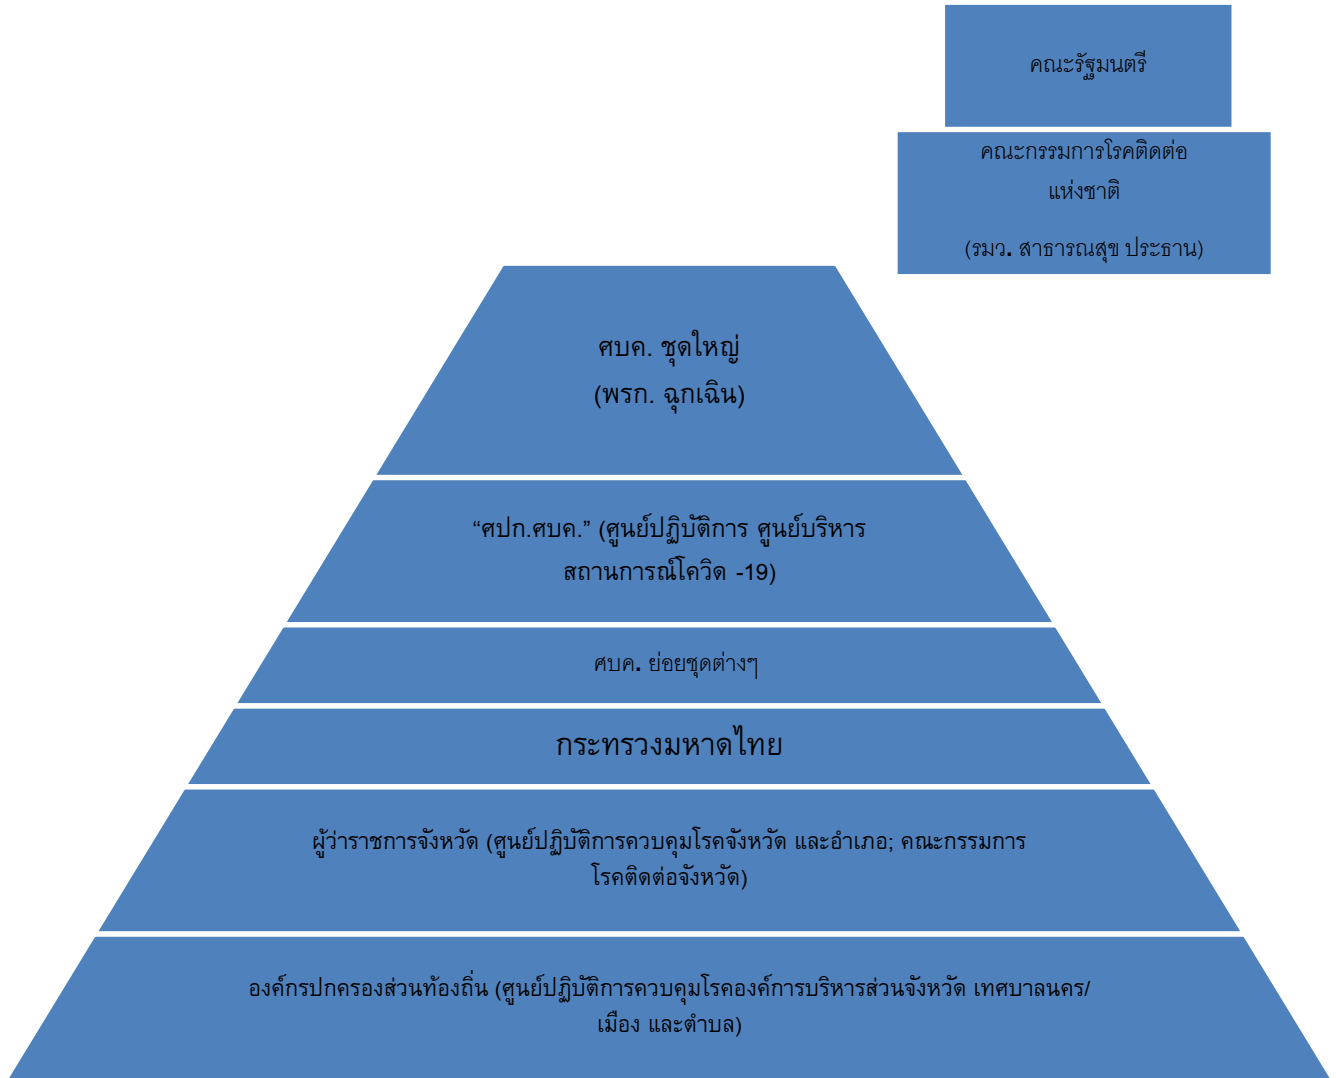 คณะรัฐมนตรี
คณะกรรมการโรคติดต่อ
แห่งชาติ
(รมว. สาธารณสุข ประธาน)
ศบค. ชุดใหญ่
(พรก. ฉุกเฉิน)
“ศปก.ศบค.” (ศูนย์ปฏิบัติการ ศูนย์บริหาร
สถานการณ์โควิด -19)
ศบค. ย่อยชุดต่างๆ
กระทรวงมหาดไทย
ผู้ว่าราชการจังหวัด (ศูนย์ปฏิบัติการควบคุมโรคจังหวัด และอำเภอ; คณะกรรมการ
โรคติดต่อจังหวัด)
องค์กรปกครองส่วนท้องถิ่น (ศูนย์ปฏิบัติการควบคุมโรคองค์การบริหารส่วนจังหวัด เทศบาลนคร/
เมือง และตำบล)